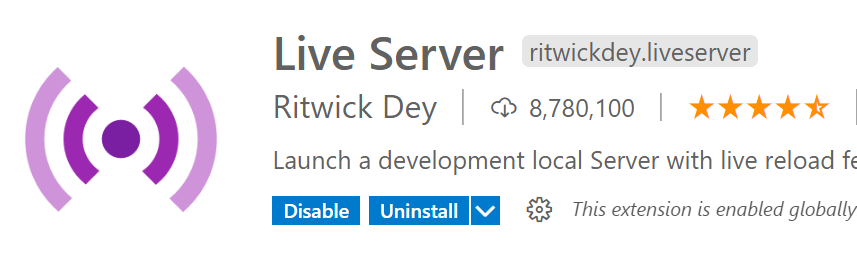 Live Server ritwickdey.liveserver
Ritwick Dey 8,780,100
Launch a development local Server with live reload fe
Disable Uninstall This extension is enabled globally